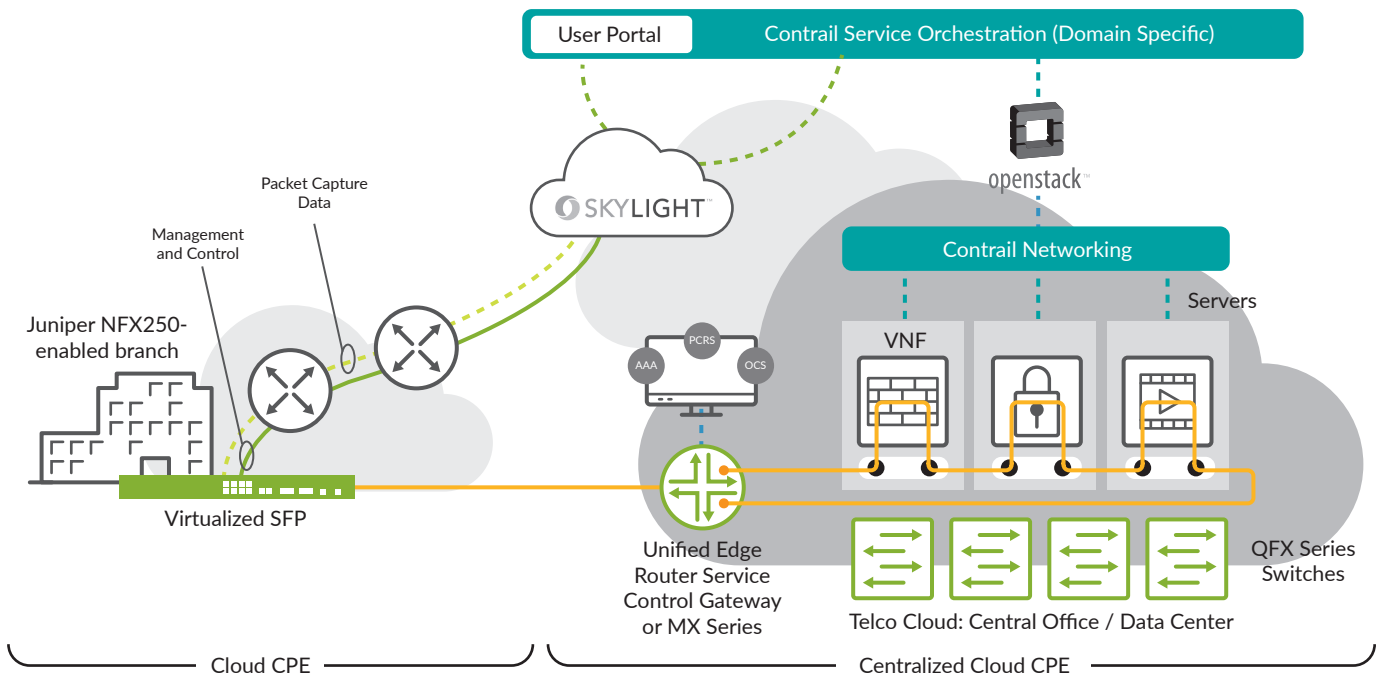 User Portal
Contrail Service Orchestration (Domain Specific)
openstack™
Packet Capture
Data
SKYLIGHT™
Management
and Control
Contrail Networking
Servers
Juniper NFX250-
enabled branch
PCRS
AAA
OCS
VNF
Virtualized SFP
Unified Edge
Router Service
Control Gateway
or MX Series
QFX Series
Switches
Telco Cloud: Central Office / Data Center
Cloud CPE
Centralized Cloud CPE